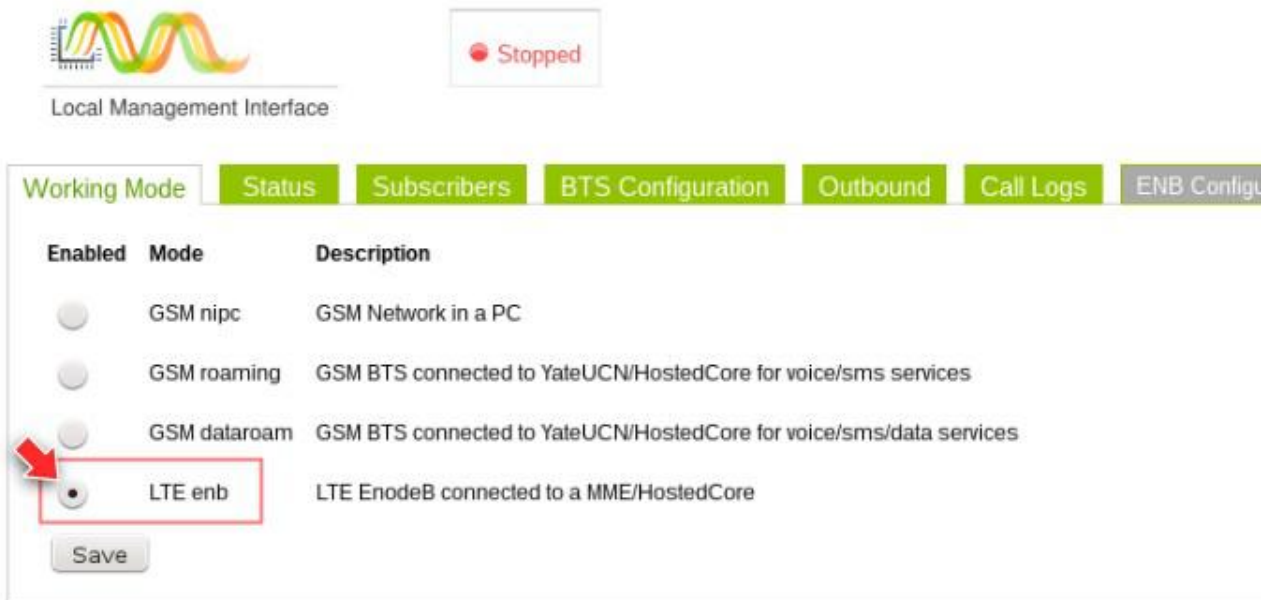 Stopped
Local Management Interface
Working Mode Status Subscribers BTS Configuration Outbound Call Logs ENB Configu
Enabled Mode Description
GSM nipc GSM Network in a PC
GSM roaming GSM BTS connected to YateUCN/HostedCore for voice/sms services
GSM dataroam GSM BTS connected to YateUCN/HostedCore for voice/sms/data services
LTE enb LTE EnodeB connected to a MME/HostedCore
Save